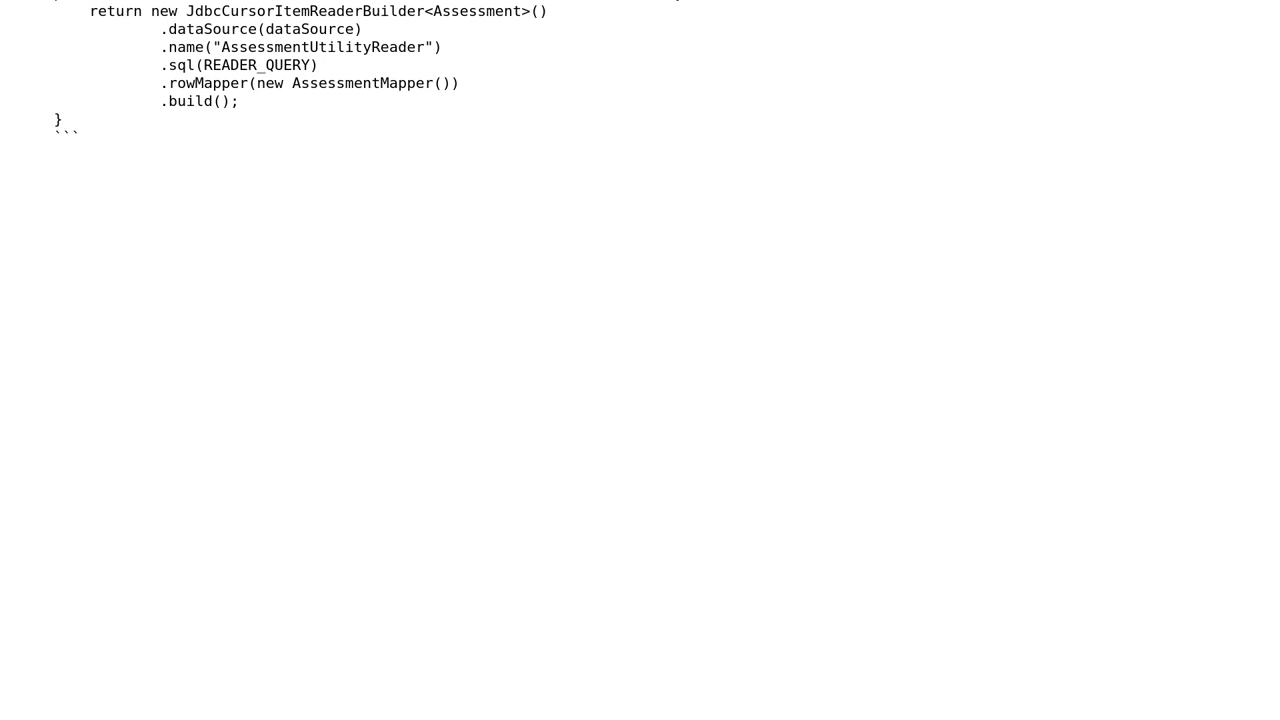 return new JdbcCursorItemReaderBuilder<Assessment>()
.dataSource(dataSource)
.name("AssessmentUtilityReader")
.sql(READER_QUERY)
.rowMapper(new AssessmentMapper())
.build();
}
```